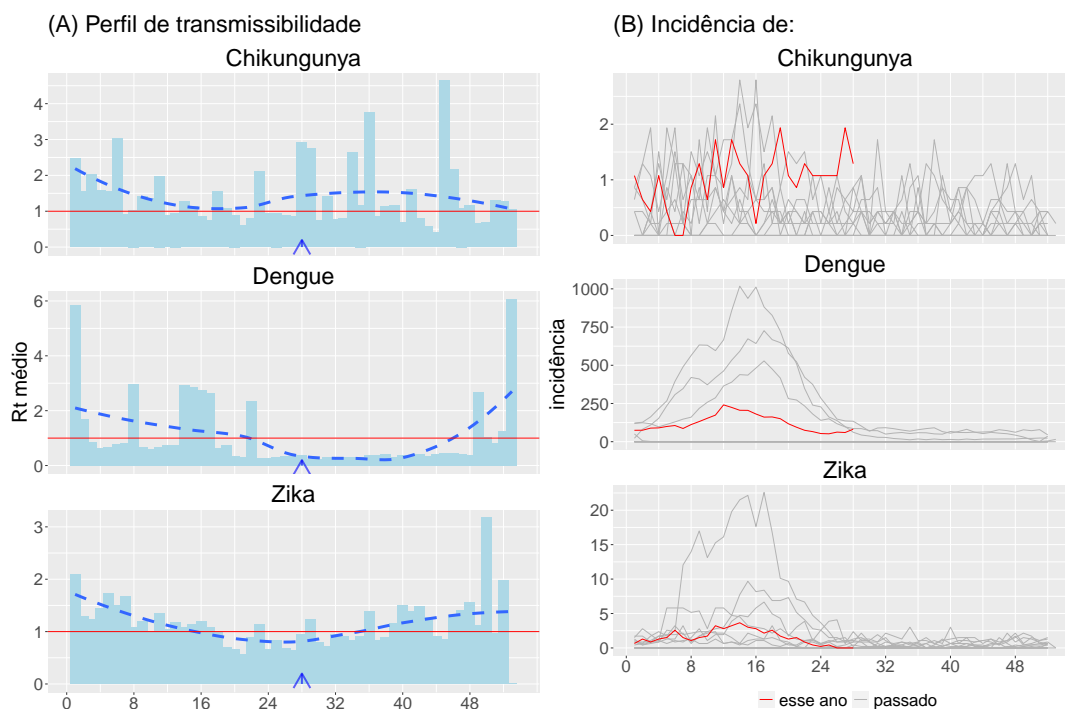 (A) Perfil de transmissibilidade
Chikungunya
4
3
2
1
0
Dengue
6
4
2
0
Zika
3
2
1
0
0 8 16 24 32 40 48
Rt médio
(B) Incidência de:
Chikungunya
2
1
0
Dengue
1000
750
500
250
0
Zika
20
15
10
5
0
0 8 16 24 32 40 48
incidência
esse ano passado